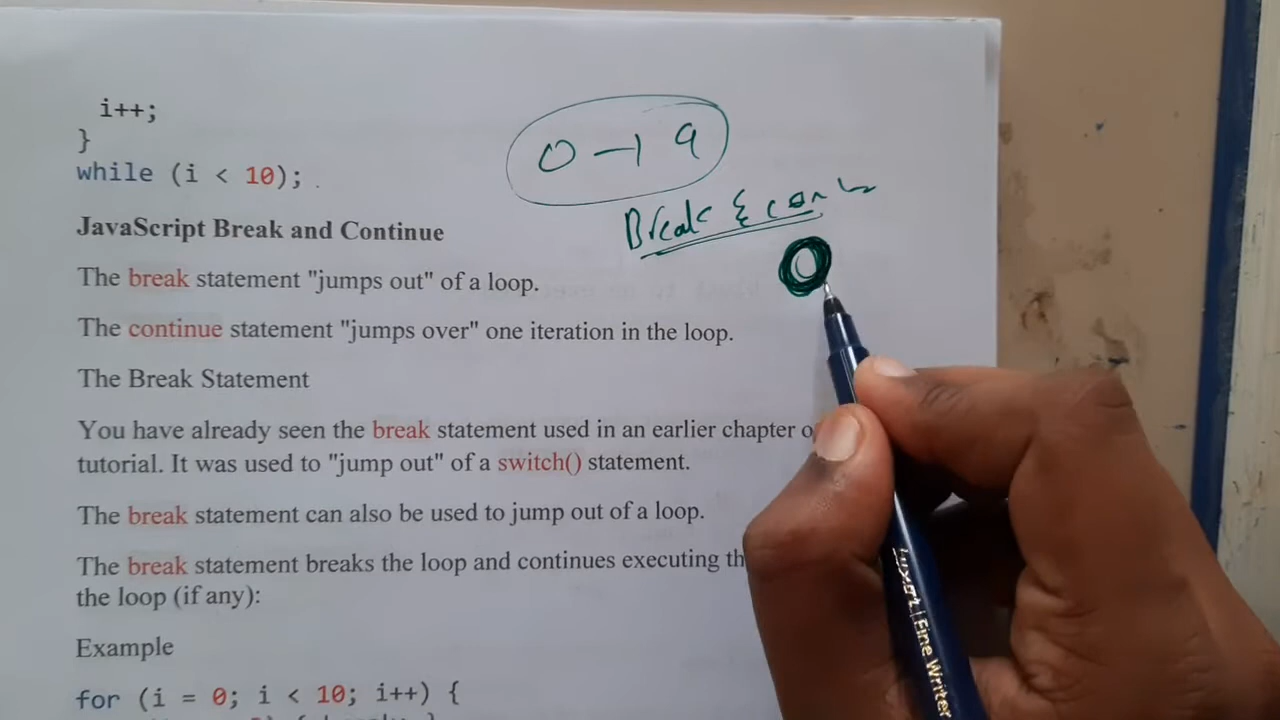 i++;
}
while (i < 10);
0 – 9
Break &
JavaScript Break and Continue
The break statement "jumps out" of a loop.
The continue statement "jumps over" one iteration in the loop.
The Break Statement
You have already seen the break statement used in an earlier chapter
tutorial. It was used to "jump out" of a switch() statement.
The break statement can also be used to jump out of a loop.
The break statement breaks the loop and continues executing
the loop (if any):
Example
for (i = 0; i < 10; i++) {
Luxor | Fine Writer